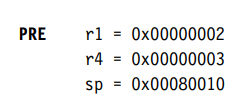 PRE r1 = 0x00000002
r4 = 0x00000003
sp = 0x00080010